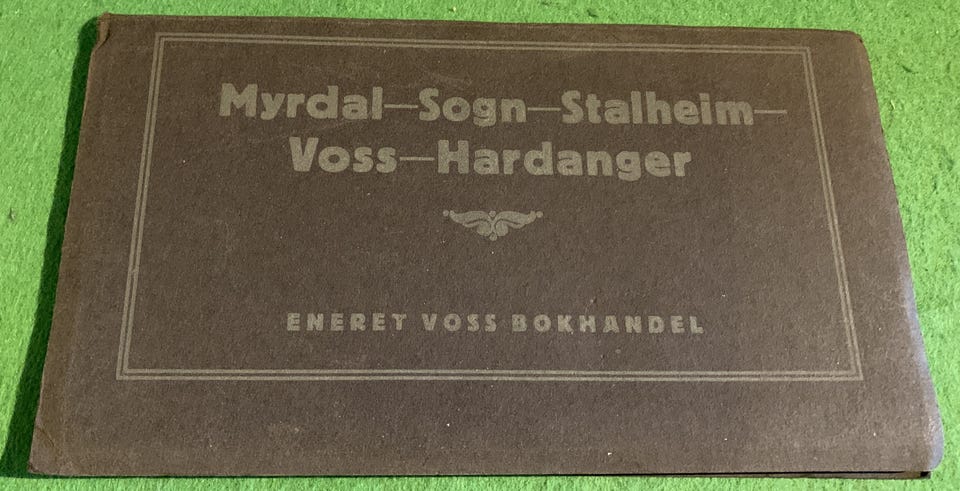 Myrdal—Sogn—Stalheim—
Voss—Hardanger
ENERET VOSS BOKHANDEL